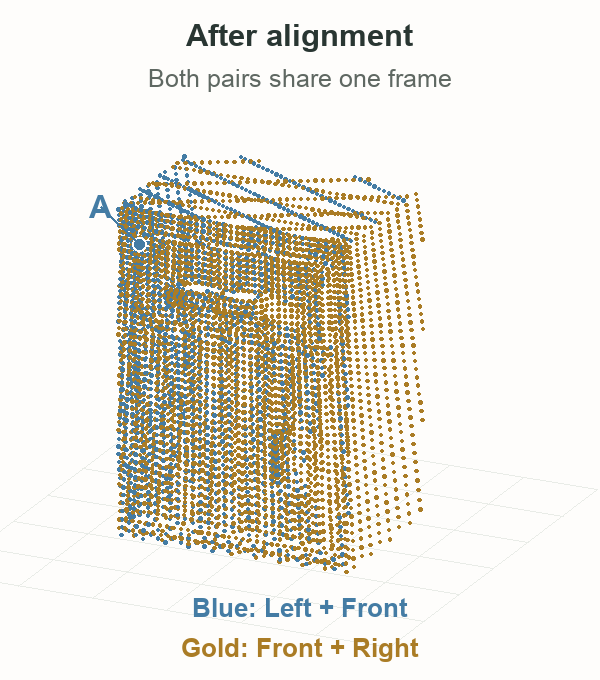 After alignment
Both pairs share one frame
A
Blue: Left + Front
Gold: Front + Right